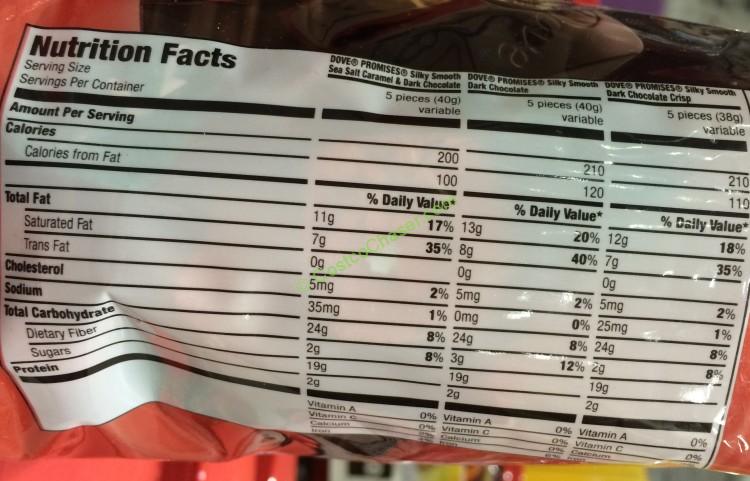 Nutrition Facts
Serving Size
Servings Per Container
Amount Per Serving
Calories
Calories from Fat
Total Fat
Saturated Fat
Trans Fat
Cholesterol
Sodium
Total Carbohydrate
Dietary Fiber
Sugars
Protein
DOVE® PROMISES® Silky Smooth
Sea Salt Caramel & Dark Chocolate
5 pieces (40g)
variable
200
100
% Daily Value*
11g 17%
7g 35%
0g
5mg 2%
35mg 1%
24g 8%
2g 8%
19g
2g
Vitamin A 0%
Vitamin C 0%
Calcium
Iron
DOVE® PROMISES® Silky Smooth
Dark Chocolate
5 pieces (40g)
variable
210
120
% Daily Value*
13g 20%
8g 40%
0g
5mg 2%
0mg 0%
24g 8%
3g 12%
19g
2g
Vitamin A 0%
Vitamin C 0%
Calcium 0%
Iron
DOVE® PROMISES® Silky Smooth
Dark Chocolate Crisp
5 pieces (38g)
variable
210
110
% Daily Value*
12g 18%
7g 35%
0g
5mg 2%
25mg 1%
24g 8%
2g 8%
19g
2g
Vitamin A 0%
Vitamin C 0%
Calcium
©CostcoChaser.com